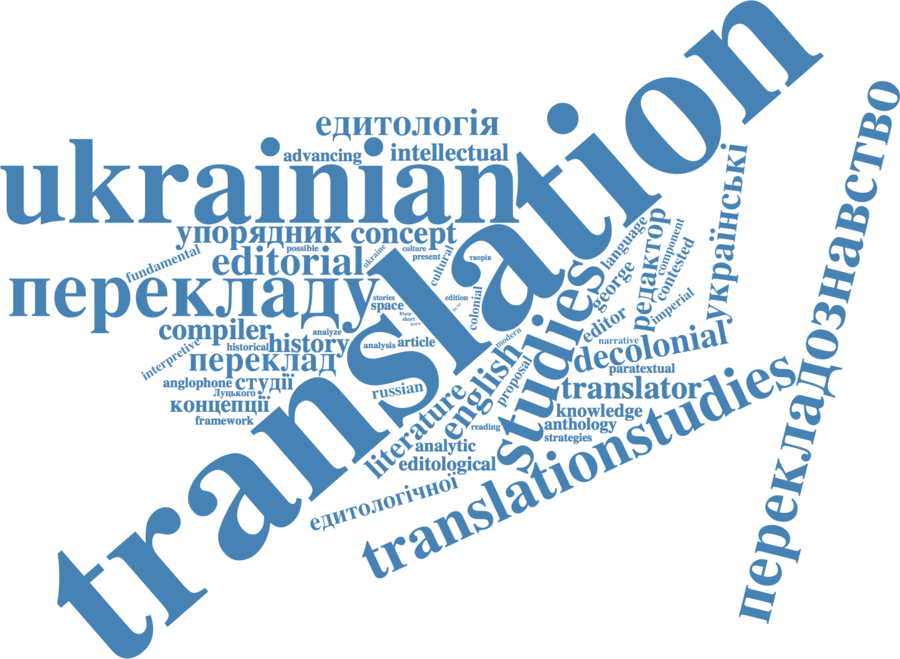 translation
ukrainian
едитологія
advancing
intellectual
упорядник
concept
fundamental
possible
editorial
ukraine
culture
present
cultural
творів
перекладу
stories
space
short
edition
colonial
compiler
analyze
historical
history
analysis
article
modern
interpretive
переклад
anglophone
студії
Луцького
концепції
framework
russian
literature
english
proposal
reading
analytic
editological
едитологічної
studies
language
george
editor
редактор
component
contested
imperial
українські
narrative
decolonial
paratextual
translator
knowledge
anthology
strategies
translationstudies
перекладознавство